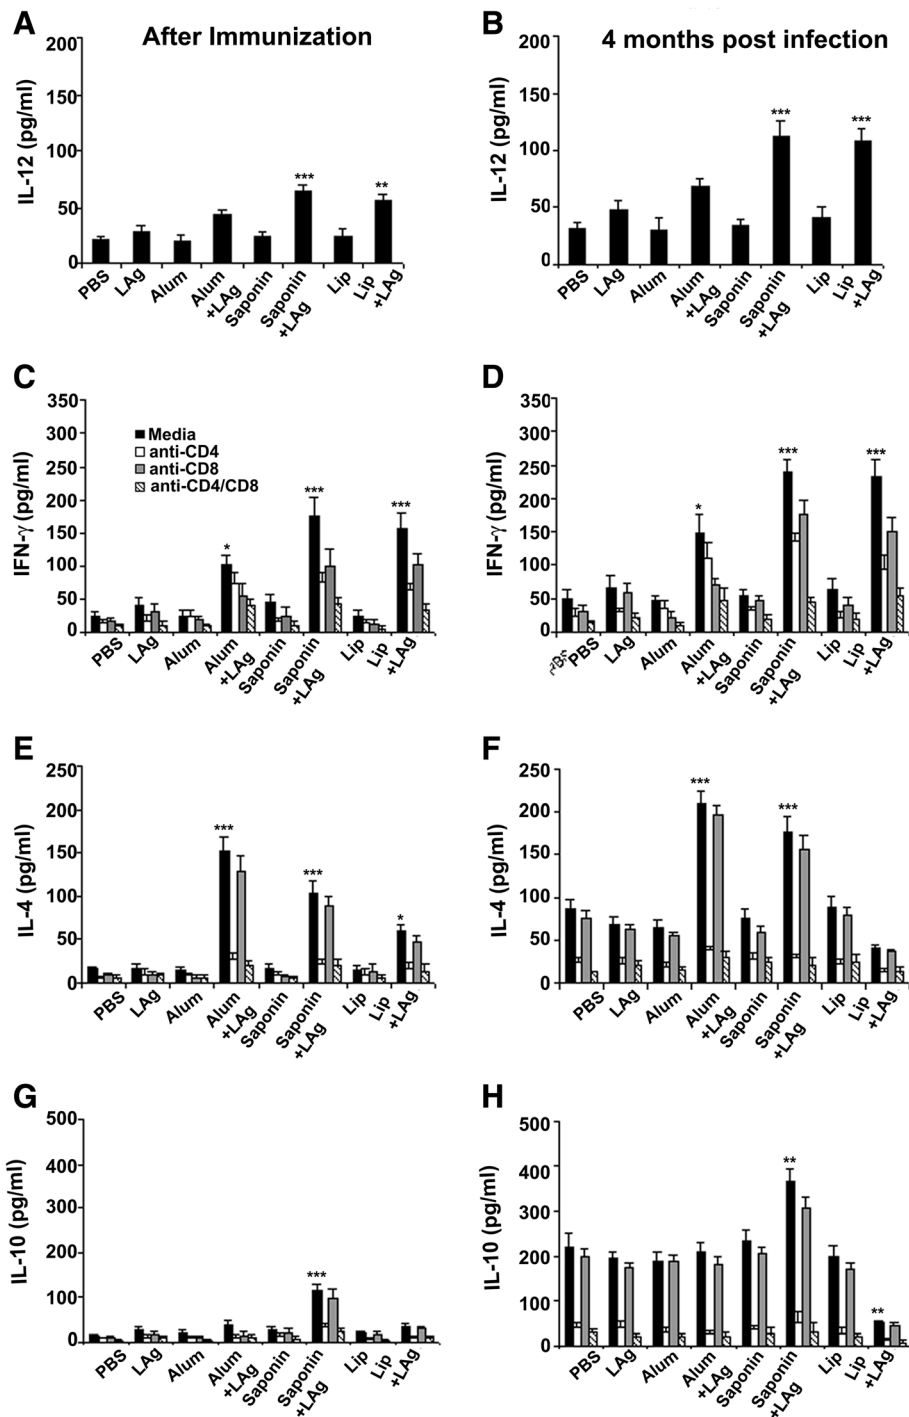 A
After Immunization
200
150
100
50
0
IL-12 (pg/ml)
***
**
PBS
LAg
Alum
Alum
+LAg
Saponin
Saponin
+LAg
Lip
Lip
+LAg
B
4 months post infection
200
150
100
50
0
IL-12 (pg/ml)
***
***
PBS
LAg
Alum
Alum
+LAg
Saponin
Saponin
+LAg
Lip
Lip
+LAg
C
350
300
250
200
150
100
50
0
IFN-γ (pg/ml)
Media
anti-CD4
anti-CD8
anti-CD4/CD8
*
***
***
PBS
LAg
Alum
Alum
+LAg
Saponin
Saponin
+LAg
Lip
Lip
+LAg
D
350
300
250
200
150
100
50
0
IFN-γ (pg/ml)
*
***
***
PBS
LAg
Alum
Alum
+LAg
Saponin
Saponin
+LAg
Lip
Lip
+LAg
E
250
200
150
100
50
0
IL-4 (pg/ml)
***
***
*
PBS
LAg
Alum
Alum
+LAg
Saponin
Saponin
+LAg
Lip
Lip
+LAg
F
250
200
150
100
50
0
IL-4 (pg/ml)
***
***
PBS
LAg
Alum
Alum
+LAg
Saponin
Saponin
+LAg
Lip
Lip
+LAg
G
500
400
300
200
100
0
IL-10 (pg/ml)
***
PBS
LAg
Alum
Alum
+LAg
Saponin
Saponin
+LAg
Lip
Lip
+LAg
H
500
400
300
200
100
0
IL-10 (pg/ml)
**
**
PBS
LAg
Alum
Alum
+LAg
Saponin
Saponin
+LAg
Lip
Lip
+LAg